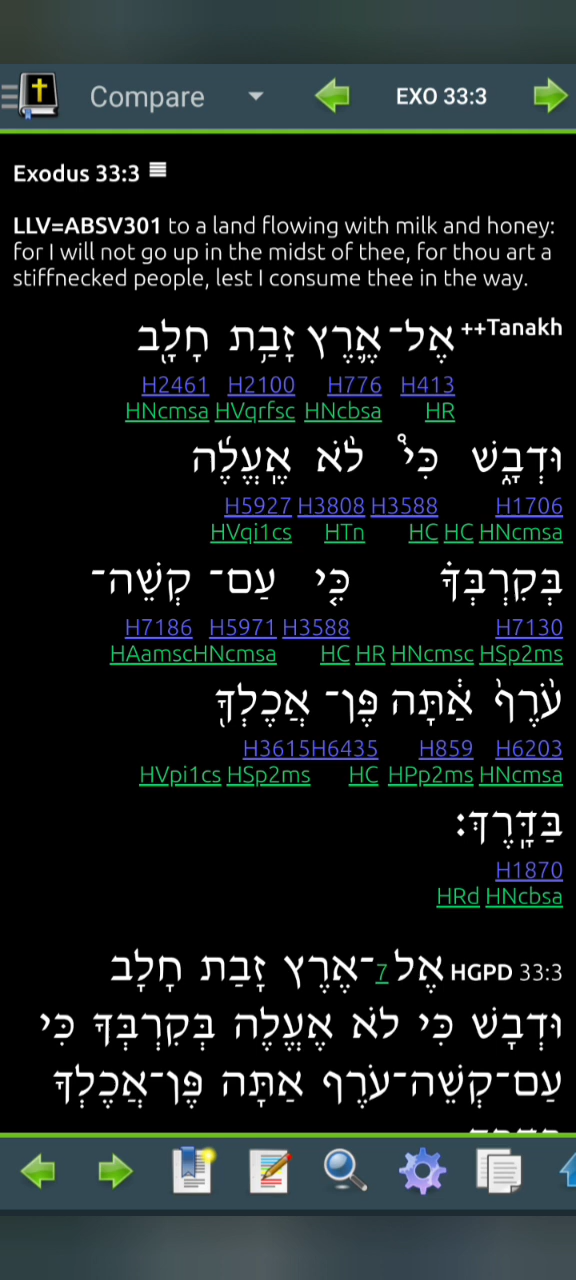 Compare EXO 33:3
Exodus 33:3
LLV=ABSV301 to a land flowing with milk and honey:
for I will not go up in the midst of thee, for thou art a
stiffnecked people, lest I consume thee in the way.
++Tanakh אֶל־ אֶ֛רֶץ זָבַ֥ת חָלָ֖ב
H2461 H2100 H776 H413
HNcmsa HVqrfsc HNcbsa HR
וּדְבָ֑שׁ כִּי֩ לֹ֨א אֶֽעֱלֶ֜ה
H5927 H3808 H3588 H1706
HVqi1cs HTn HC HC HNcmsa
בְּקִרְבְּךָ֗ כִּ֤י עַם־ קְשֵׁה־
H7186 H5971 H3588 H7130
HAamscHNcmsa HC HR HNcmsc HSp2ms
עֹ֙רֶף֙ אַ֔תָּה פֶּן־ אֲכֶלְךָ֖
H3615H6435 H859 H6203
HVpi1cs HSp2ms HC HPp2ms HNcmsa
בַּדָּֽרֶךְ׃
H1870
HRd HNcbsa
HGPD 33:3 אֶל7־אֶרֶץ זָבַת חָלָב
וּדְבָשׁ כִּי לֹא אֶעֱלֶה בְּקִרְבְּךָ כִּי
עַם־קְשֵׁה־עֹרֶף אַתָּה פֶּן־אֲכֶלְךָ